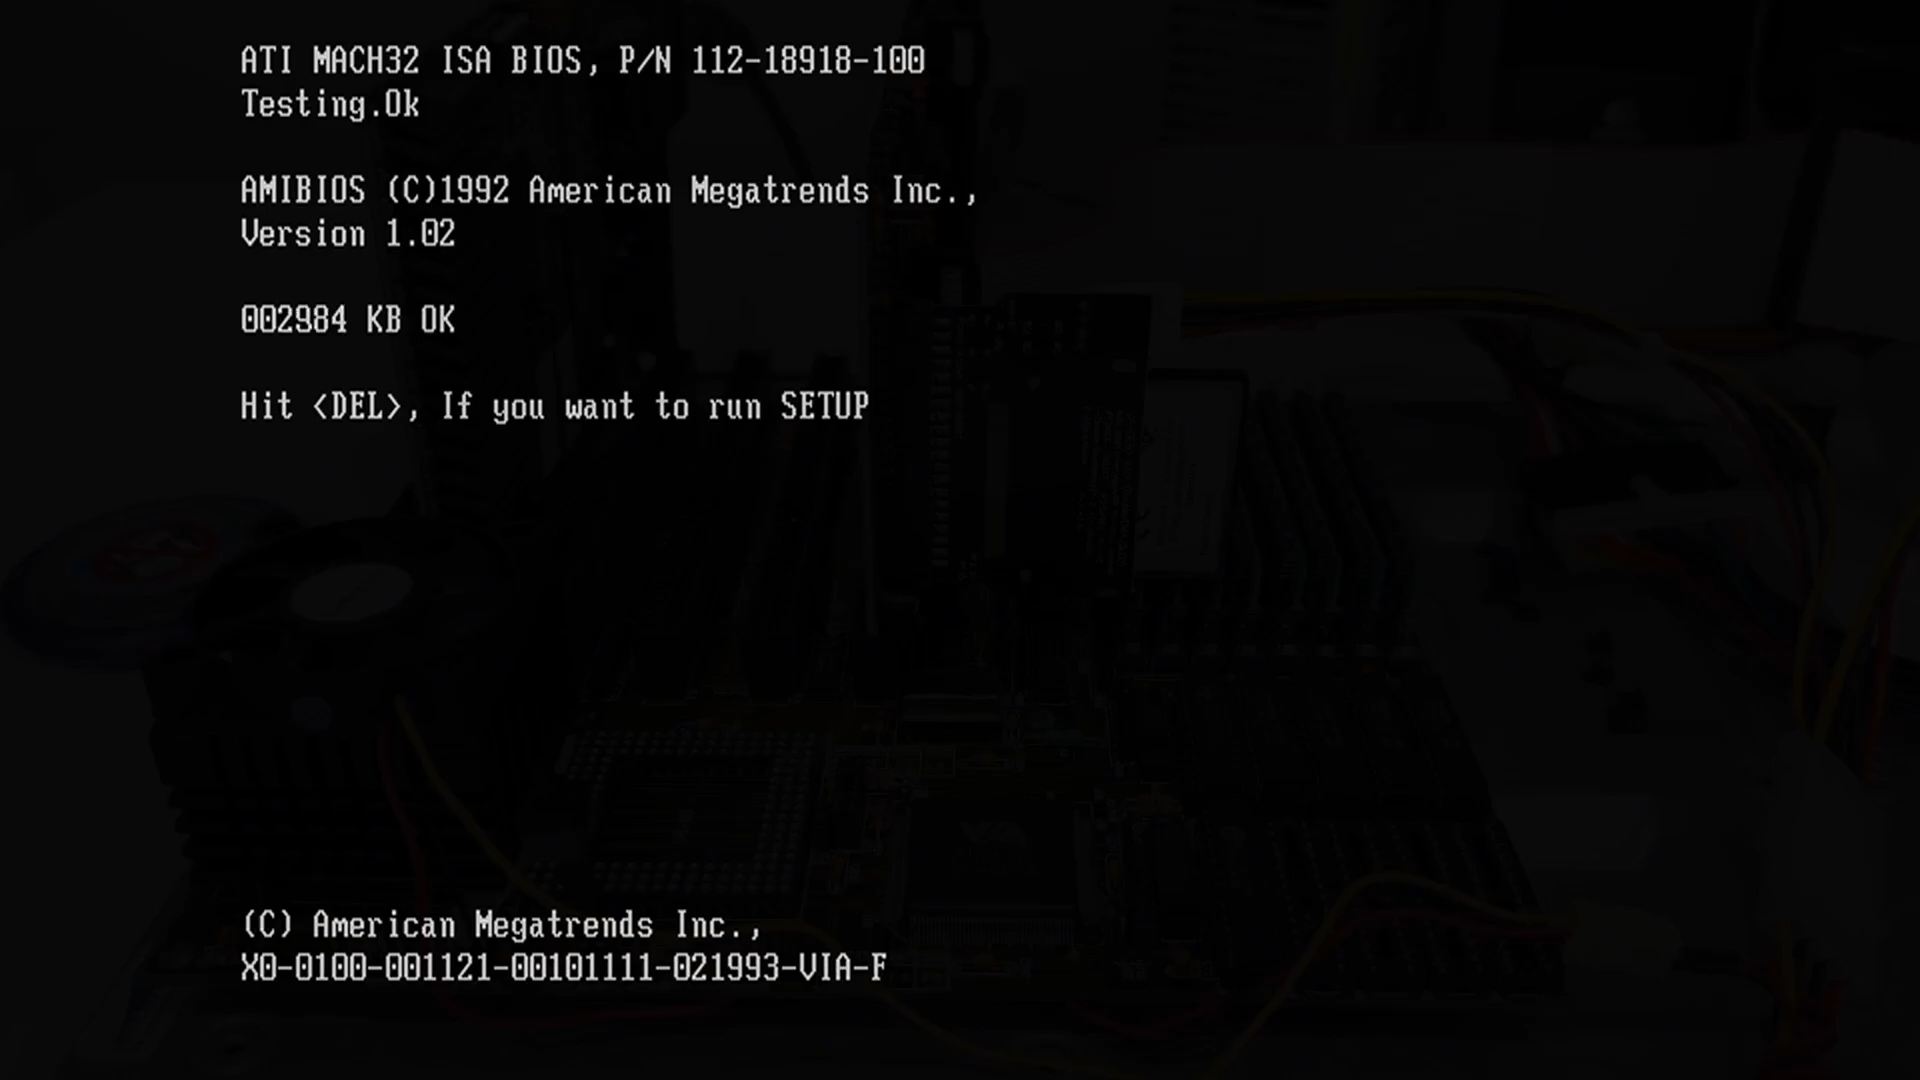 ATI MACH32 ISA BIOS, P/N 112-18918-100
Testing.Ok
AMIBIOS (C)1992 American Megatrends Inc.,
Version 1.02
002984 KB OK
Hit <DEL>, If you want to run SETUP
(C) American Megatrends Inc.,
X0-0100-001121-00101111-021993-VIA-F